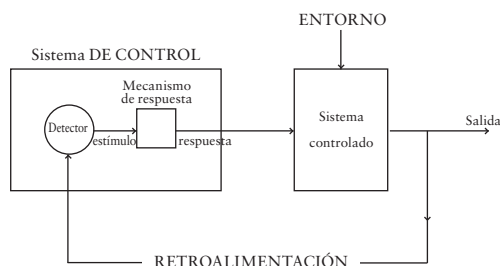 ENTORNO
Sistema DE CONTROL
Mecanismo
de respuesta
Detector
estímulo
respuesta
Sistema
controlado
Salida
RETROALIMENTACIÓN